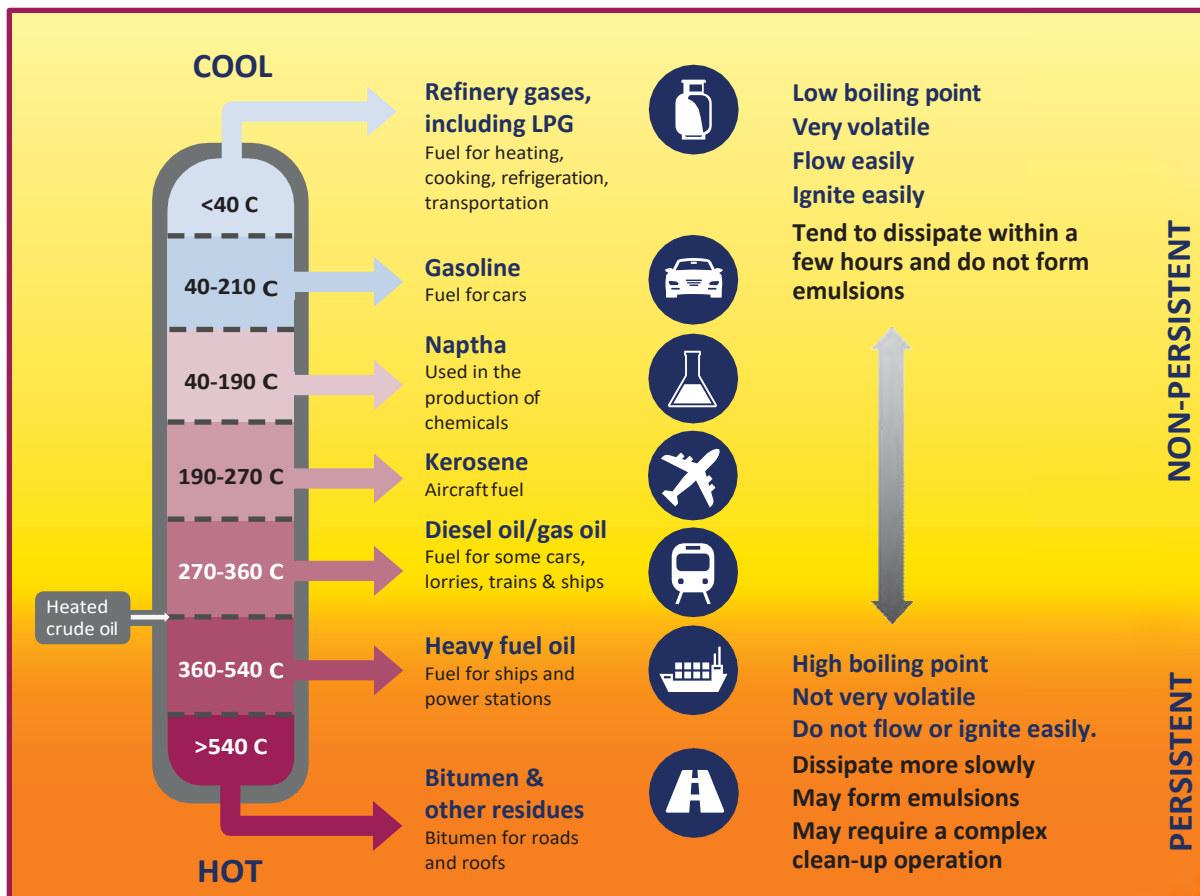 COOL
Refinery gases,
including LPG
Fuel for heating,
cooking, refrigeration,
transportation
<40 C
Gasoline
Fuel for cars
40-210 C
Naptha
Used in the
production of
chemicals
40-190 C
Kerosene
Aircraft fuel
190-270 C
Diesel oil/gas oil
Fuel for some cars,
lorries, trains & ships
270-360 C
Heated
crude oil
Heavy fuel oil
Fuel for ships and
power stations
360-540 C
>540 C
Bitumen &
other residues
Bitumen for roads
and roofs
HOT
Low boiling point
Very volatile
Flow easily
Ignite easily
Tend to dissipate within a
few hours and do not form
emulsions
NON-PERSISTENT
High boiling point
Not very volatile
Do not flow or ignite easily.
Dissipate more slowly
May form emulsions
May require a complex
clean-up operation
PERSISTENT